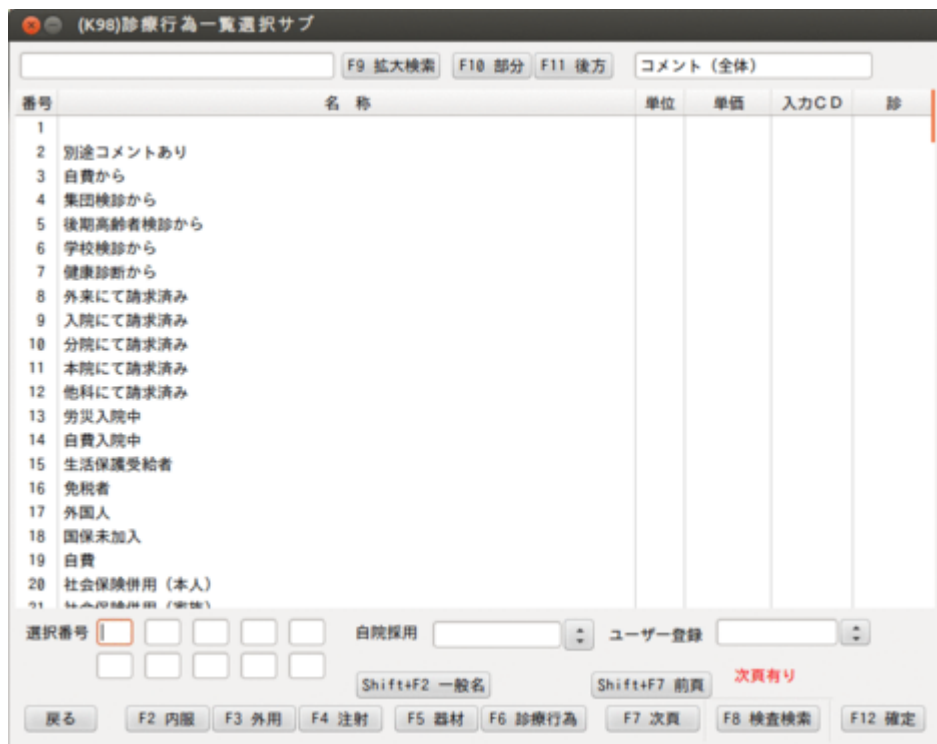 (K98)診療行為一覧選択サブ
F9 拡大検索 F10 部分 F11 後方 コメント（全体）
番号 名 称 単位 単価 入力CD 診
1
2 別途コメントあり
3 自費から
4 集団検診から
5 後期高齢者検診から
6 学校検診から
7 健康診断から
8 外来にて請求済み
9 入院にて請求済み
10 分院にて請求済み
11 本院にて請求済み
12 他科にて請求済み
13 労災入院中
14 自費入院中
15 生活保護受給者
16 免税者
17 外国人
18 国保未加入
19 自費
20 社会保険併用（本人）
21 社会保険併用（家族）
選択番号 自院採用 ユーザー登録
Shift+F2 一般名 Shift+F7 前頁 次頁有り
戻る F2 内服 F3 外用 F4 注射 F5 器材 F6 診療行為 F7 次頁 F8 検査検索 F12 確定